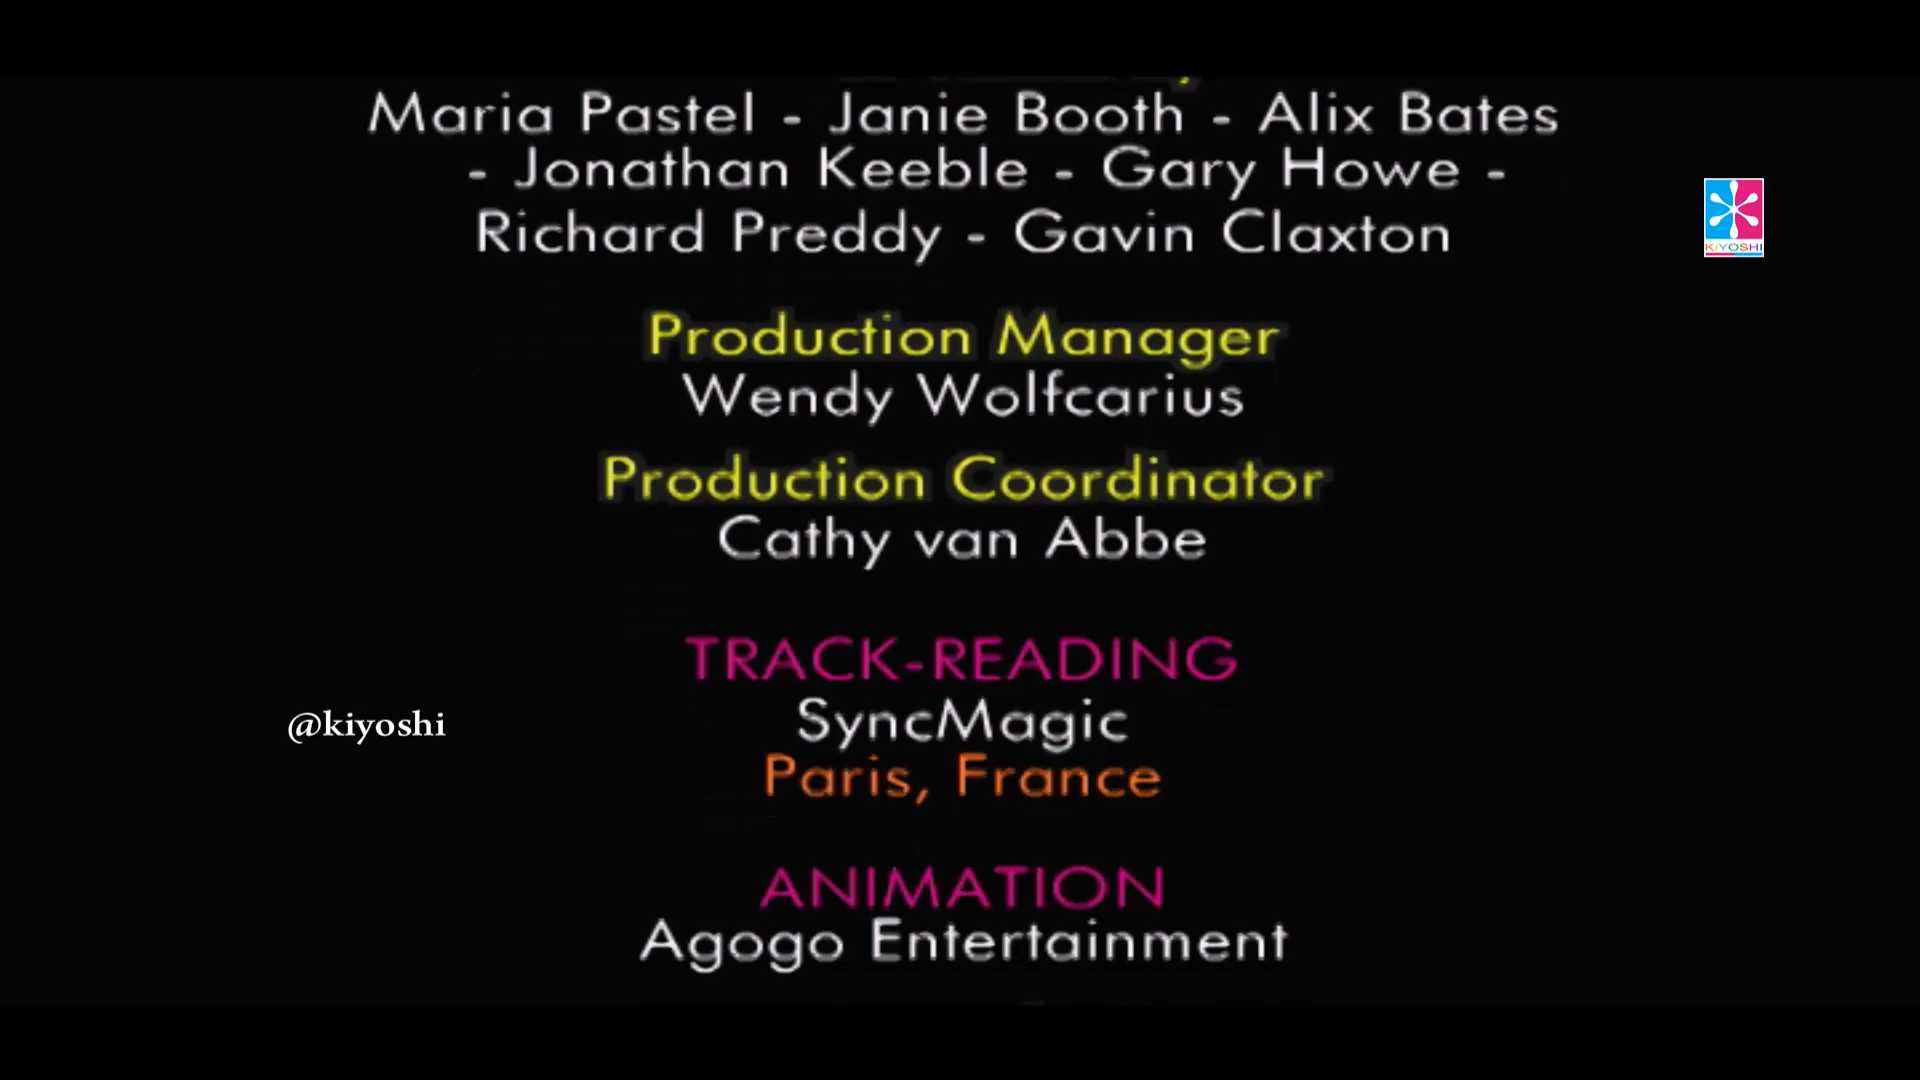 Maria Pastel - Janie Booth - Alix Bates
- Jonathan Keeble - Gary Howe -
Richard Preddy - Gavin Claxton
KIYOSHI
Production Manager
Wendy Wolfcarius
Production Coordinator
Cathy van Abbe
TRACK-READING
@kiyoshi
SyncMagic
Paris, France
ANIMATION
Agogo Entertainment